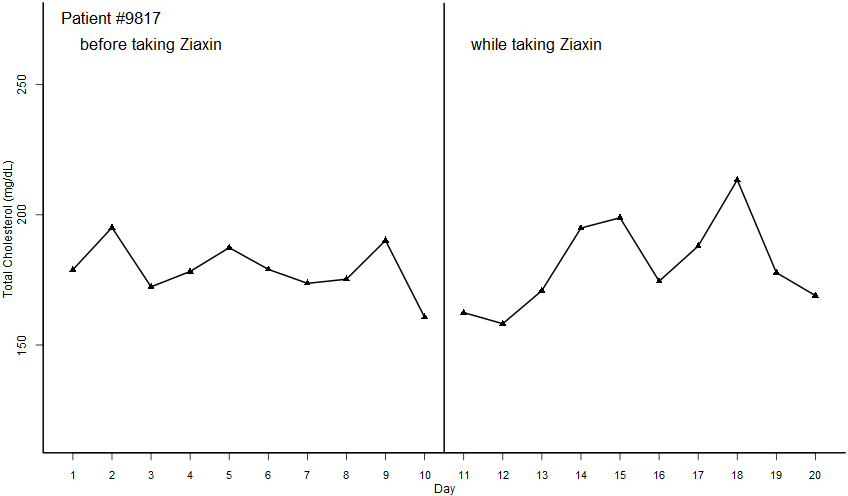 Patient #9817
before taking Ziaxin
while taking Ziaxin
Total Cholesterol (mg/dL)
250
200
150
1 2 3 4 5 6 7 8 9 10 11 12 13 14 15 16 17 18 19 20
Day